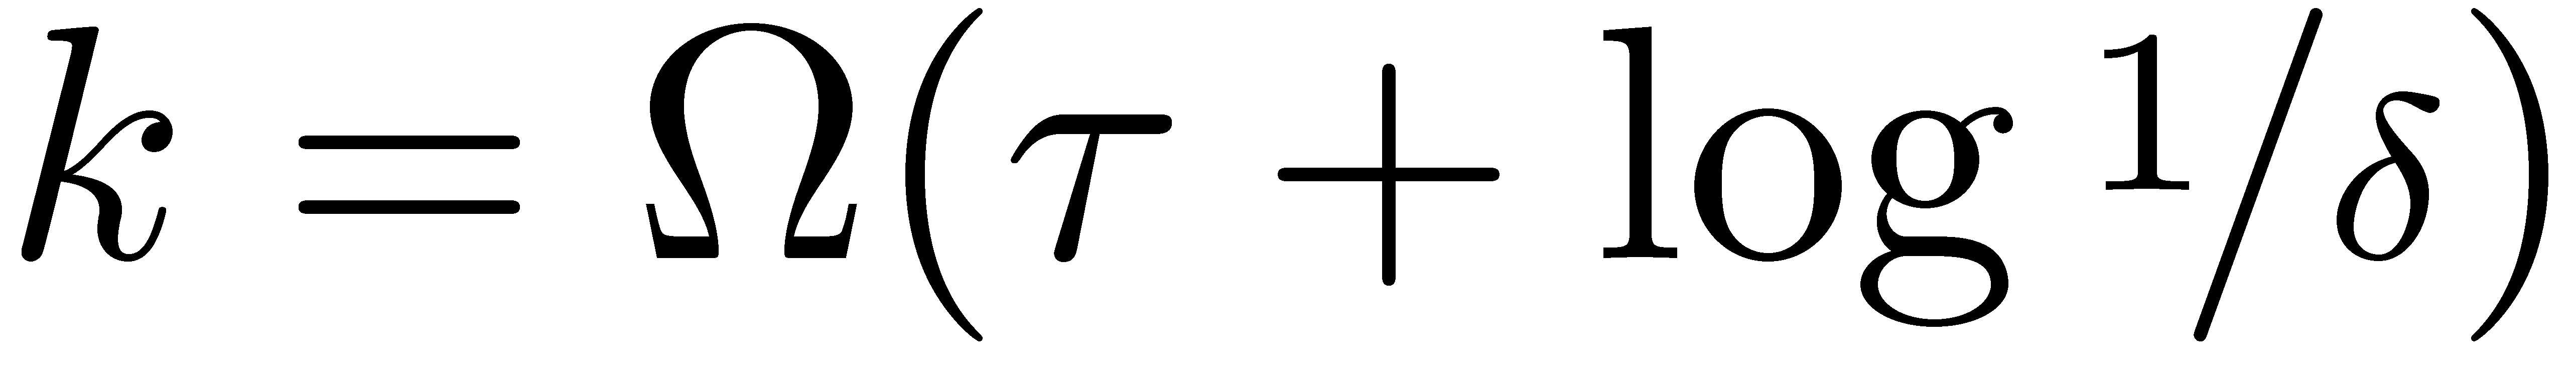 k = Ω(τ + log 1/δ)